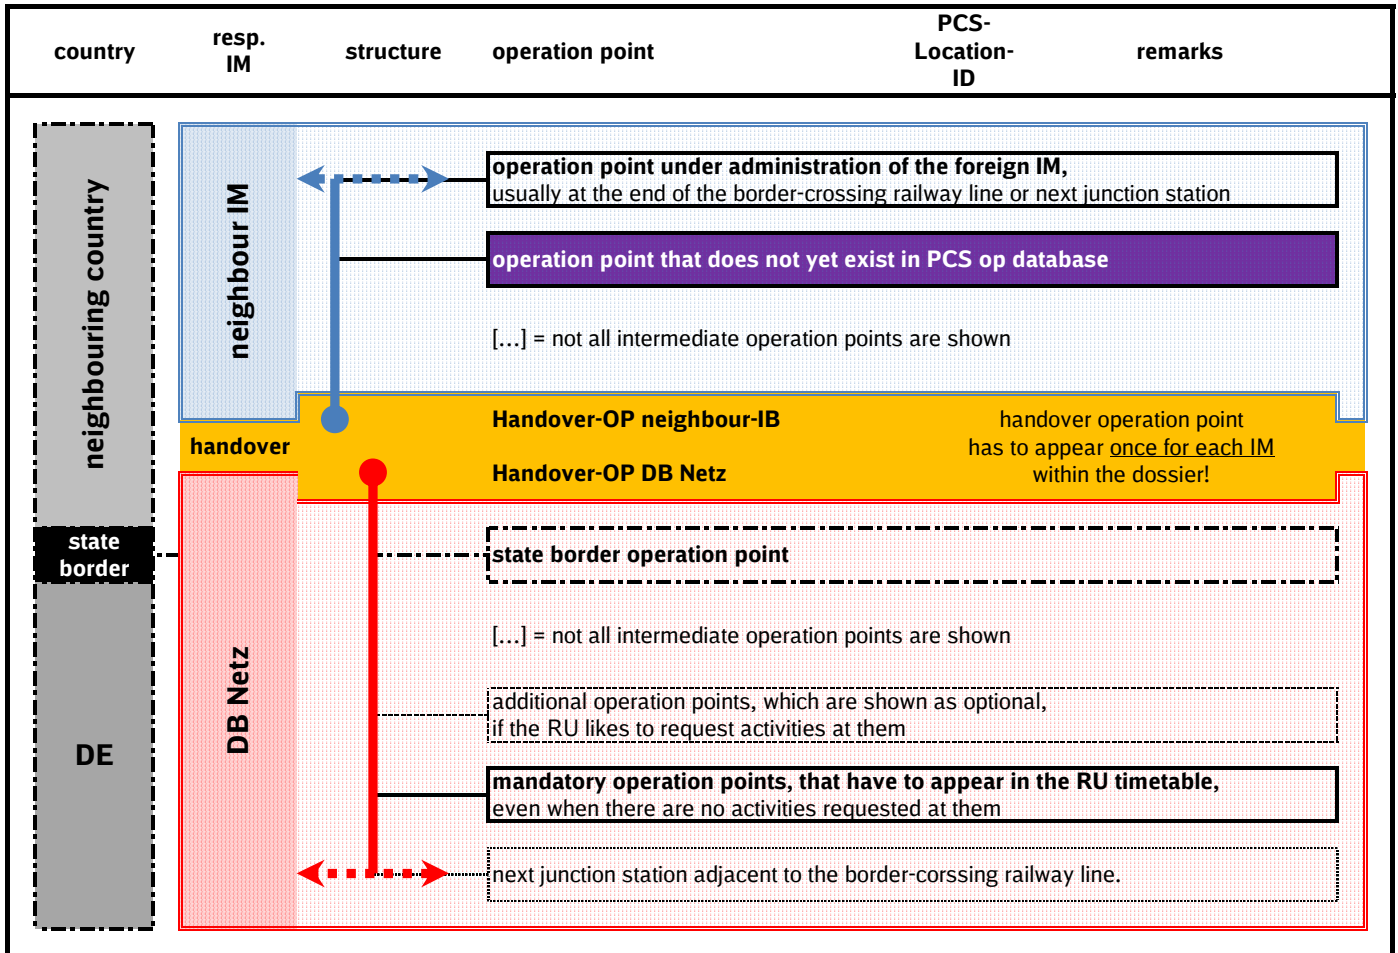 country
resp.
IM
structure
operation point
PCS-
Location-
ID
remarks
neighbouring country
neighbour IM
operation point under administration of the foreign IM,
usually at the end of the border-crossing railway line or next junction station
operation point that does not yet exist in PCS op database
[...] = not all intermediate operation points are shown
handover
Handover-OP neighbour-IB
Handover-OP DB Netz
handover operation point
has to appear once for each IM
within the dossier!
state
border
state border operation point
DE
DB Netz
[...] = not all intermediate operation points are shown
additional operation points, which are shown as optional,
if the RU likes to request activities at them
mandatory operation points, that have to appear in the RU timetable,
even when there are no activities requested at them
next junction station adjacent to the border-corssing railway line.